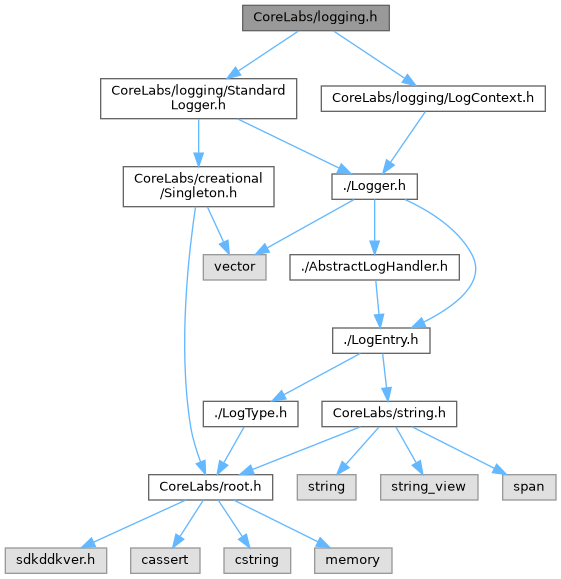 CoreLabs/logging.h
CoreLabs/logging/Standard
Logger.h
CoreLabs/logging/LogContext.h
CoreLabs/creational
/Singleton.h
./Logger.h
vector
./AbstractLogHandler.h
./LogEntry.h
./LogType.h
CoreLabs/string.h
CoreLabs/root.h
string
string_view
span
sdkddkver.h
cassert
cstring
memory